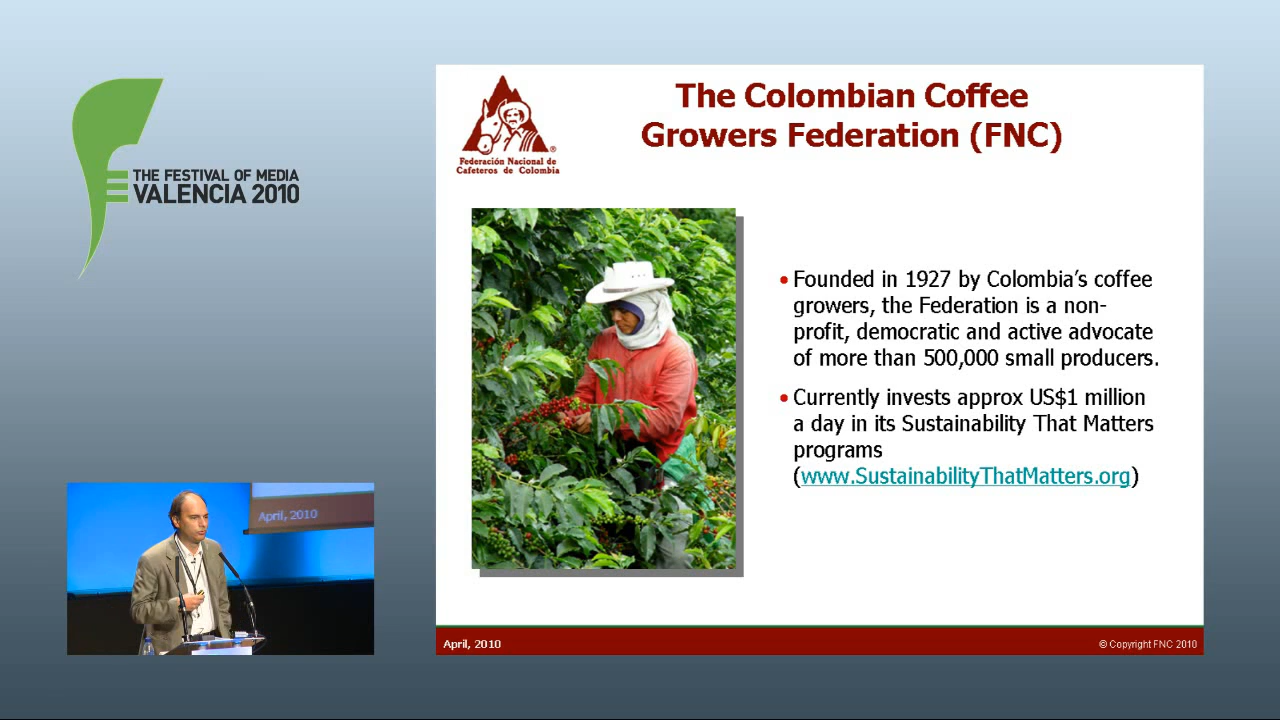 THE FESTIVAL OF MEDIA
VALENCIA 2010
April, 2010
The Colombian Coffee
Growers Federation (FNC)
®
Federación Nacional de
Cafeteros de Colombia
• Founded in 1927 by Colombia’s coffee
growers, the Federation is a non-
profit, democratic and active advocate
of more than 500,000 small producers.
• Currently invests approx US$1 million
a day in its Sustainability That Matters
programs
(www.SustainabilityThatMatters.org)
April, 2010
© Copyright FNC 2010